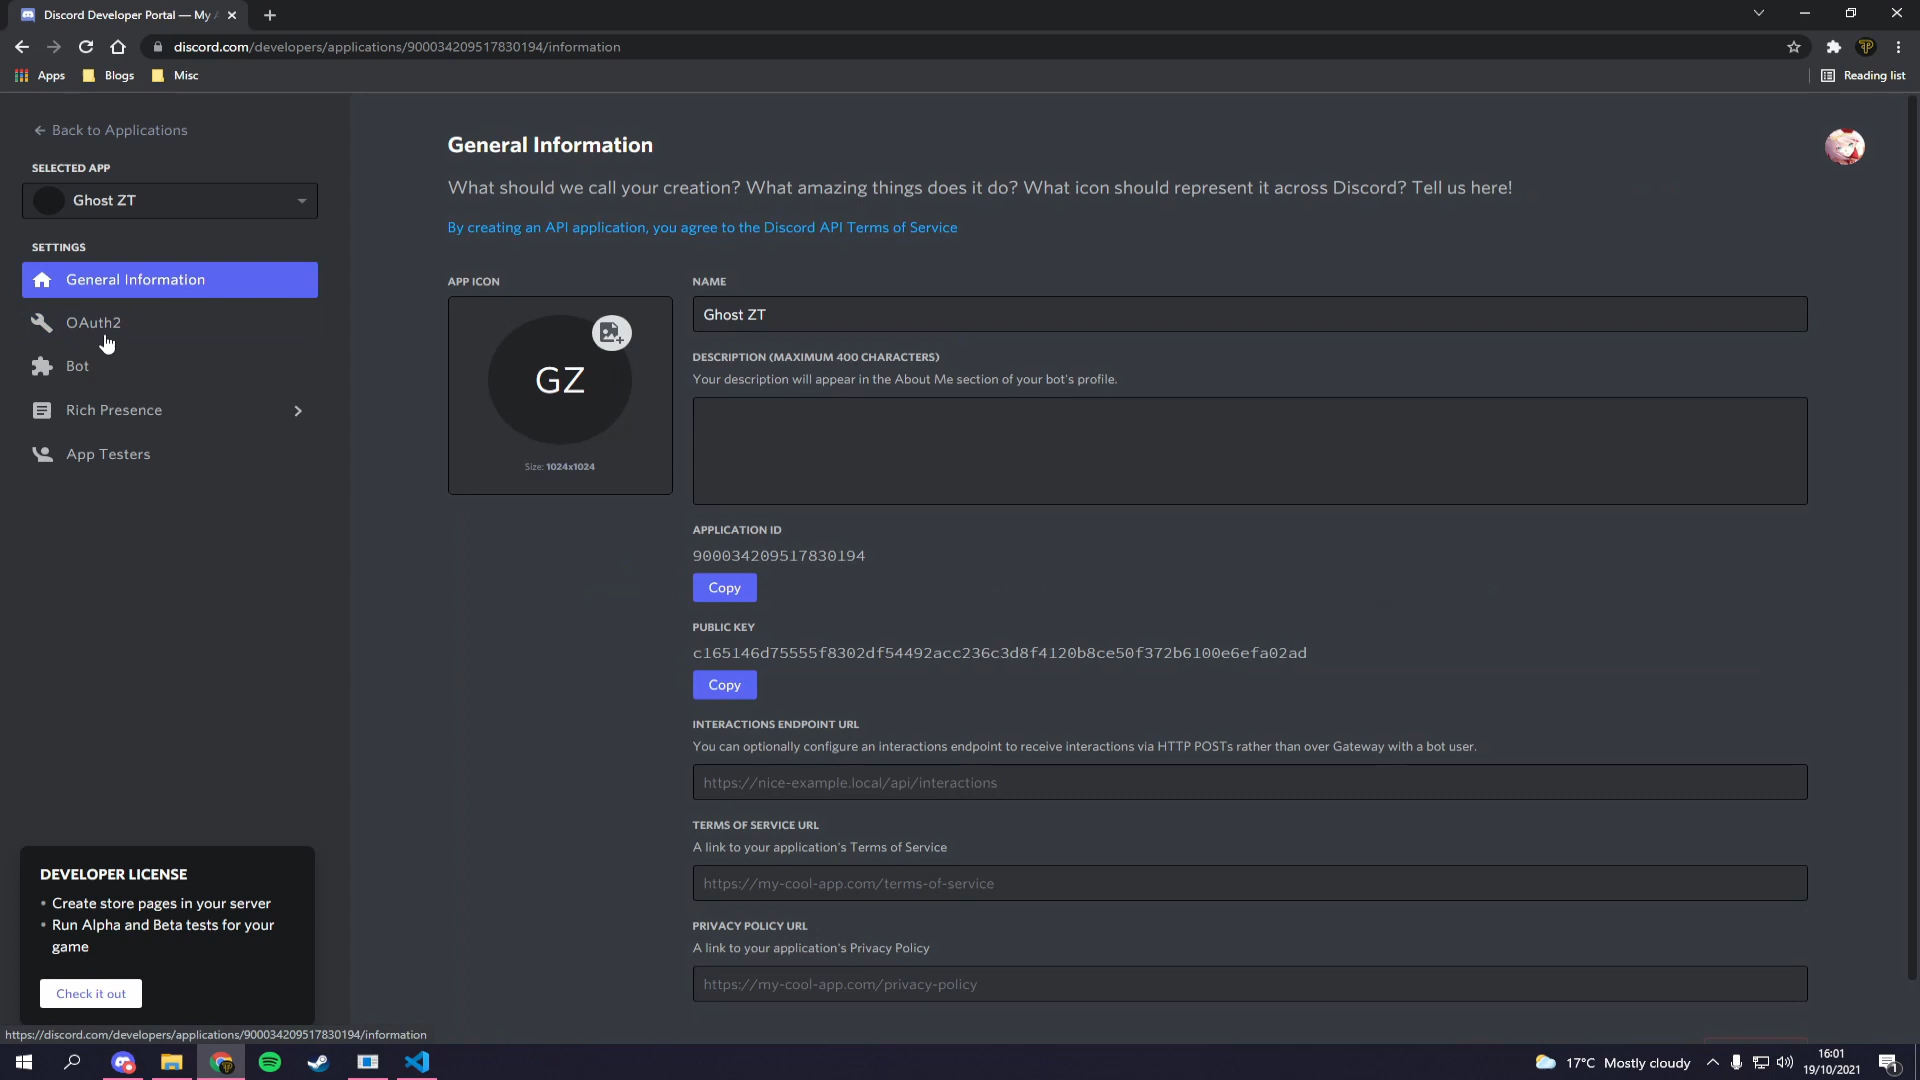 Discord Developer Portal — My A
discord.com/developers/applications/900034209517830194/information
Apps
Blogs
Misc
Reading list
← Back to Applications
SELECTED APP
Ghost ZT
SETTINGS
General Information
OAuth2
Bot
Rich Presence
App Testers
DEVELOPER LICENSE
• Create store pages in your server
• Run Alpha and Beta tests for your
game
Check it out
General Information
What should we call your creation? What amazing things does it do? What icon should represent it across Discord? Tell us here!
By creating an API application, you agree to the Discord API Terms of Service
APP ICON
GZ
Size: 1024x1024
NAME
Ghost ZT
DESCRIPTION (MAXIMUM 400 CHARACTERS)
Your description will appear in the About Me section of your bot's profile.
APPLICATION ID
900034209517830194
Copy
PUBLIC KEY
c165146d75555f8302df54492acc236c3d8f4120b8ce50f372b6100e6efa02ad
Copy
INTERACTIONS ENDPOINT URL
You can optionally configure an interactions endpoint to receive interactions via HTTP POSTs rather than over Gateway with a bot user.
https://nice-example.local/api/interactions
TERMS OF SERVICE URL
A link to your application's Terms of Service
https://my-cool-app.com/terms-of-service
PRIVACY POLICY URL
A link to your application's Privacy Policy
https://my-cool-app.com/privacy-policy
https://discord.com/developers/applications/900034209517830194/information
17°C Mostly cloudy
16:01
19/10/2021
1